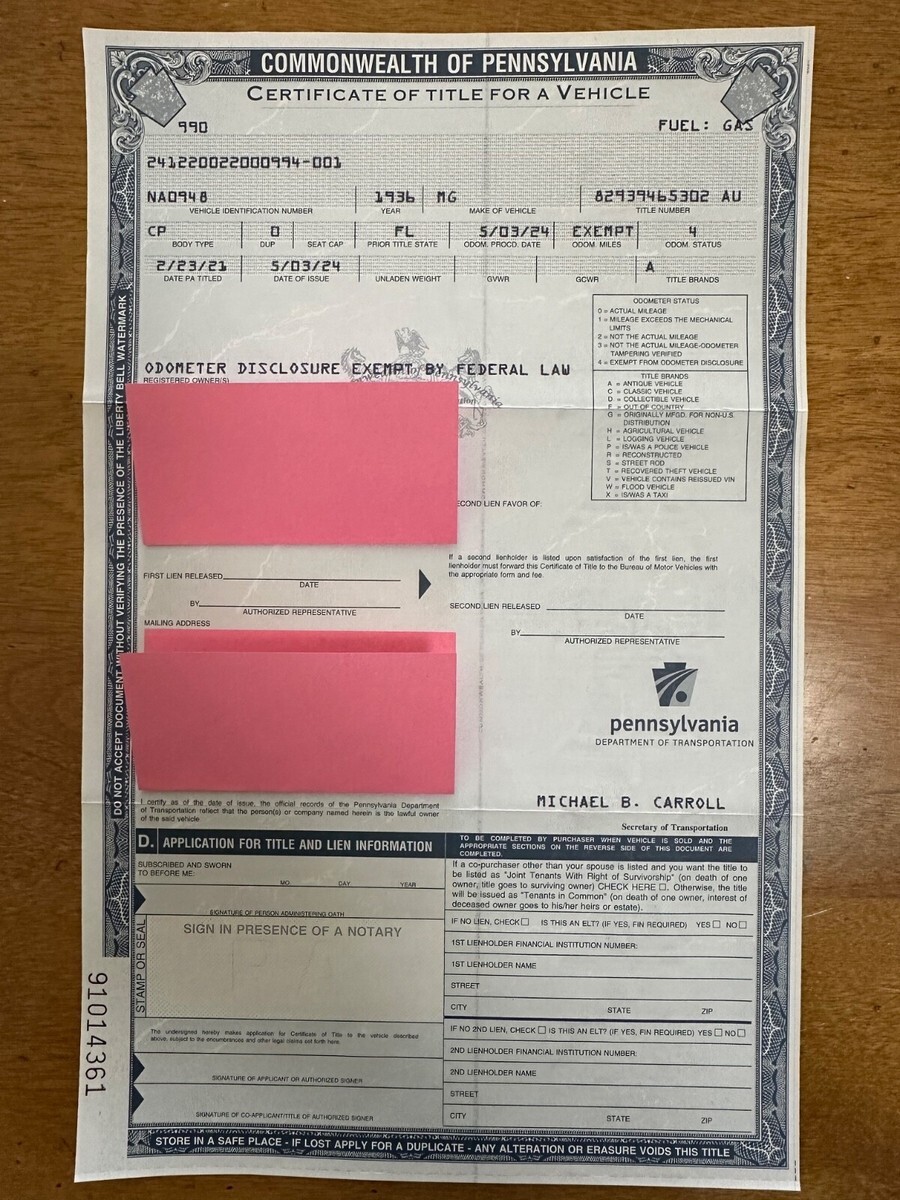 COMMONWEALTH OF PENNSYLVANIA
CERTIFICATE OF TITLE FOR A VEHICLE
990 FUEL: GAS
241220022000994-001
NA0948 1936 MG 82939465302 AU
VEHICLE IDENTIFICATION NUMBER YEAR MAKE OF VEHICLE TITLE NUMBER
CP 0 FL 5/03/24 EXEMPT 4
BODY TYPE DUP SEAT CAP PRIOR TITLE STATE ODOM. PROCD. DATE ODOM. MILES ODOM. STATUS
2/23/21 5/03/24 A
DATE PA TITLED DATE OF ISSUE UNLADEN WEIGHT GVWR GCWR TITLE BRANDS
ODOMETER STATUS
0 = ACTUAL MILEAGE
1 = MILEAGE EXCEEDS THE MECHANICAL
LIMITS
2 = NOT THE ACTUAL MILEAGE
3 = NOT THE ACTUAL MILEAGE-ODOMETER
TAMPERING VERIFIED
4 = EXEMPT FROM ODOMETER DISCLOSURE
ODOMETER DISCLOSURE EXEMPT BY FEDERAL LAW
REGISTERED OWNER(S)
TITLE BRANDS
A = ANTIQUE VEHICLE
C = CLASSIC VEHICLE
D = COLLECTIBLE VEHICLE
F = OUT OF COUNTRY
G = ORIGINALLY MFGD. FOR NON-U.S.
DISTRIBUTION
H = AGRICULTURAL VEHICLE
L = LOGGING VEHICLE
P = IS/WAS A POLICE VEHICLE
R = RECONSTRUCTED
S = STREET ROD
T = RECOVERED THEFT VEHICLE
V = VEHICLE CONTAINS REISSUED VIN
W = FLOOD VEHICLE
X = IS/WAS A TAXI
ECOND LIEN FAVOR OF:
If a second lienholder is listed upon satisfaction of the first lien, the first
lienholder must forward this Certificate of Title to the Bureau of Motor Vehicles with
the appropriate form and fee.
FIRST LIEN RELEASED
DATE
BY
AUTHORIZED REPRESENTATIVE
SECOND LIEN RELEASED
DATE
BY
AUTHORIZED REPRESENTATIVE
MAILING ADDRESS
pennsylvania
DEPARTMENT OF TRANSPORTATION
I certify as of the date of issue, the official records of the Pennsylvania Department
of Transportation reflect that the person(s) or company named herein is the lawful owner
of the said vehicle.
MICHAEL B. CARROLL
Secretary of Transportation
D. APPLICATION FOR TITLE AND LIEN INFORMATION
TO BE COMPLETED BY PURCHASER WHEN VEHICLE IS SOLD AND THE
APPROPRIATE SECTIONS ON THE REVERSE SIDE OF THIS DOCUMENT ARE
COMPLETED.
SUBSCRIBED AND SWORN
TO BEFORE ME:
MO. DAY YEAR
SIGNATURE OF PERSON ADMINISTERING OATH
STAMP OR SEAL
SIGN IN PRESENCE OF A NOTARY
The undersigned hereby makes application for Certificate of Title to the vehicle described
above, subject to the encumbrances and other legal claims set forth here.
SIGNATURE OF APPLICANT OR AUTHORIZED SIGNER
SIGNATURE OF CO-APPLICANT/TITLE OF AUTHORIZED SIGNER
If a co-purchaser other than your spouse is listed and you want the title to
be listed as "Joint Tenants With Right of Survivorship" (on death of one
owner, title goes to surviving owner) CHECK HERE ☐. Otherwise, the title
will be issued as "Tenants in Common" (on death of one owner, interest of
deceased owner goes to his/her heirs or estate).
IF NO LIEN, CHECK ☐ IS THIS AN ELT? (IF YES, FIN REQUIRED) YES ☐ NO ☐
1ST LIENHOLDER FINANCIAL INSTITUTION NUMBER:
1ST LIENHOLDER NAME
STREET
CITY STATE ZIP
IF NO 2ND LIEN, CHECK ☐ IS THIS AN ELT? (IF YES, FIN REQUIRED) YES ☐ NO ☐
2ND LIENHOLDER FINANCIAL INSTITUTION NUMBER:
2ND LIENHOLDER NAME
STREET
CITY STATE ZIP
STORE IN A SAFE PLACE - IF LOST APPLY FOR A DUPLICATE - ANY ALTERATION OR ERASURE VOIDS THIS TITLE
DO NOT ACCEPT DOCUMENT WITHOUT VERIFYING THE PRESENCE OF THE LIBERTY BELL WATERMARK
91014361